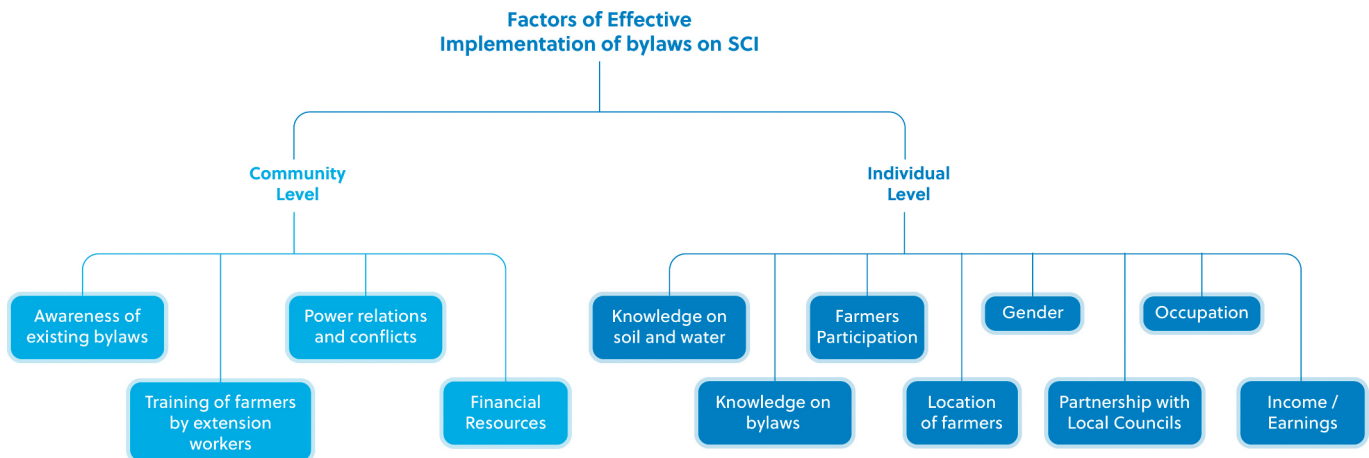 Factors of Effective
Implementation of bylaws on SCI
Community
Level
Individual
Level
Awareness of
existing bylaws
Training of farmers
by extension
workers
Power relations
and conflicts
Financial
Resources
Knowledge on
soil and water
Knowledge on
bylaws
Farmers
Participation
Location
of farmers
Gender
Partnership with
Local Councils
Occupation
Income /
Earnings